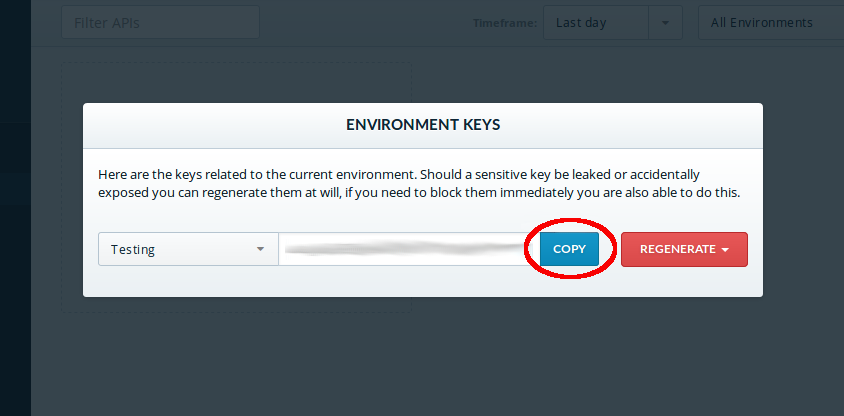 Filter APIs
Timeframe: Last day
All Environments
ENVIRONMENT KEYS
Here are the keys related to the current environment. Should a sensitive key be leaked or accidentally
exposed you can regenerate them at will, if you need to block them immediately you are also able to do this.
Testing
COPY
REGENERATE